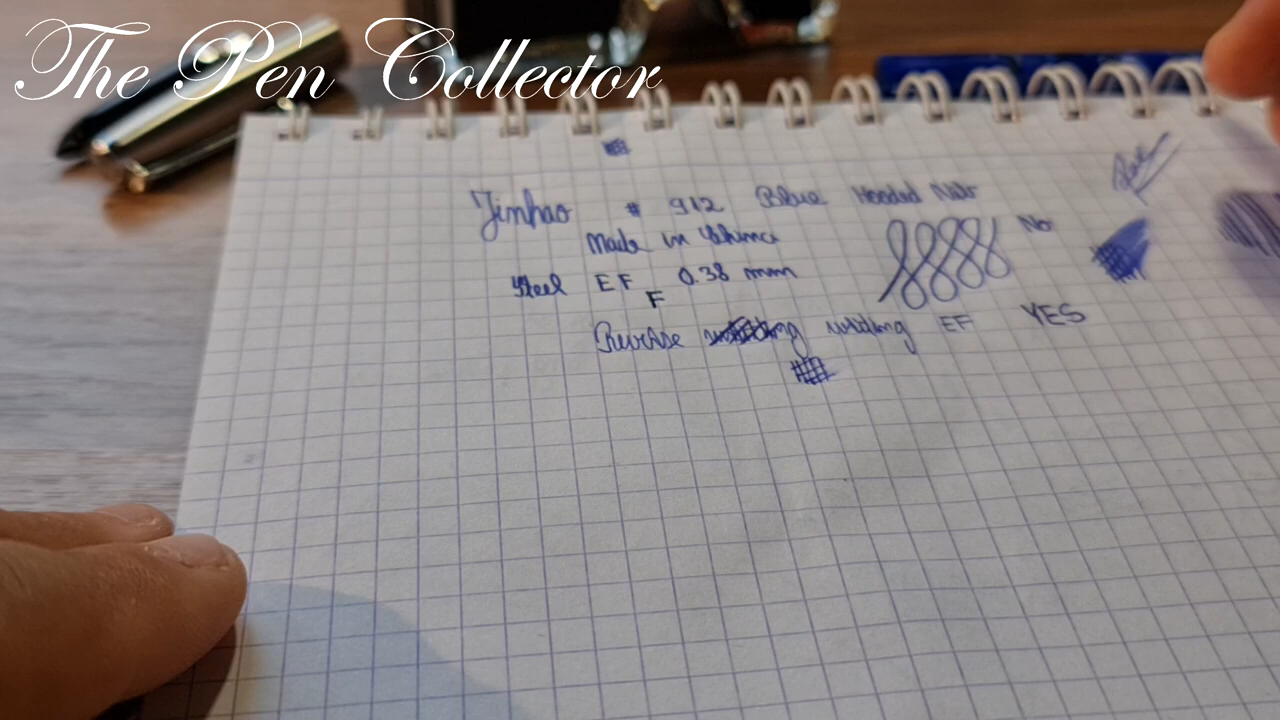 The Pen Collector
Jinhao # 912 Blue Hooded Nib
Made in China No
Steel EF 0.38 mm
F
Reverse writing EF YES